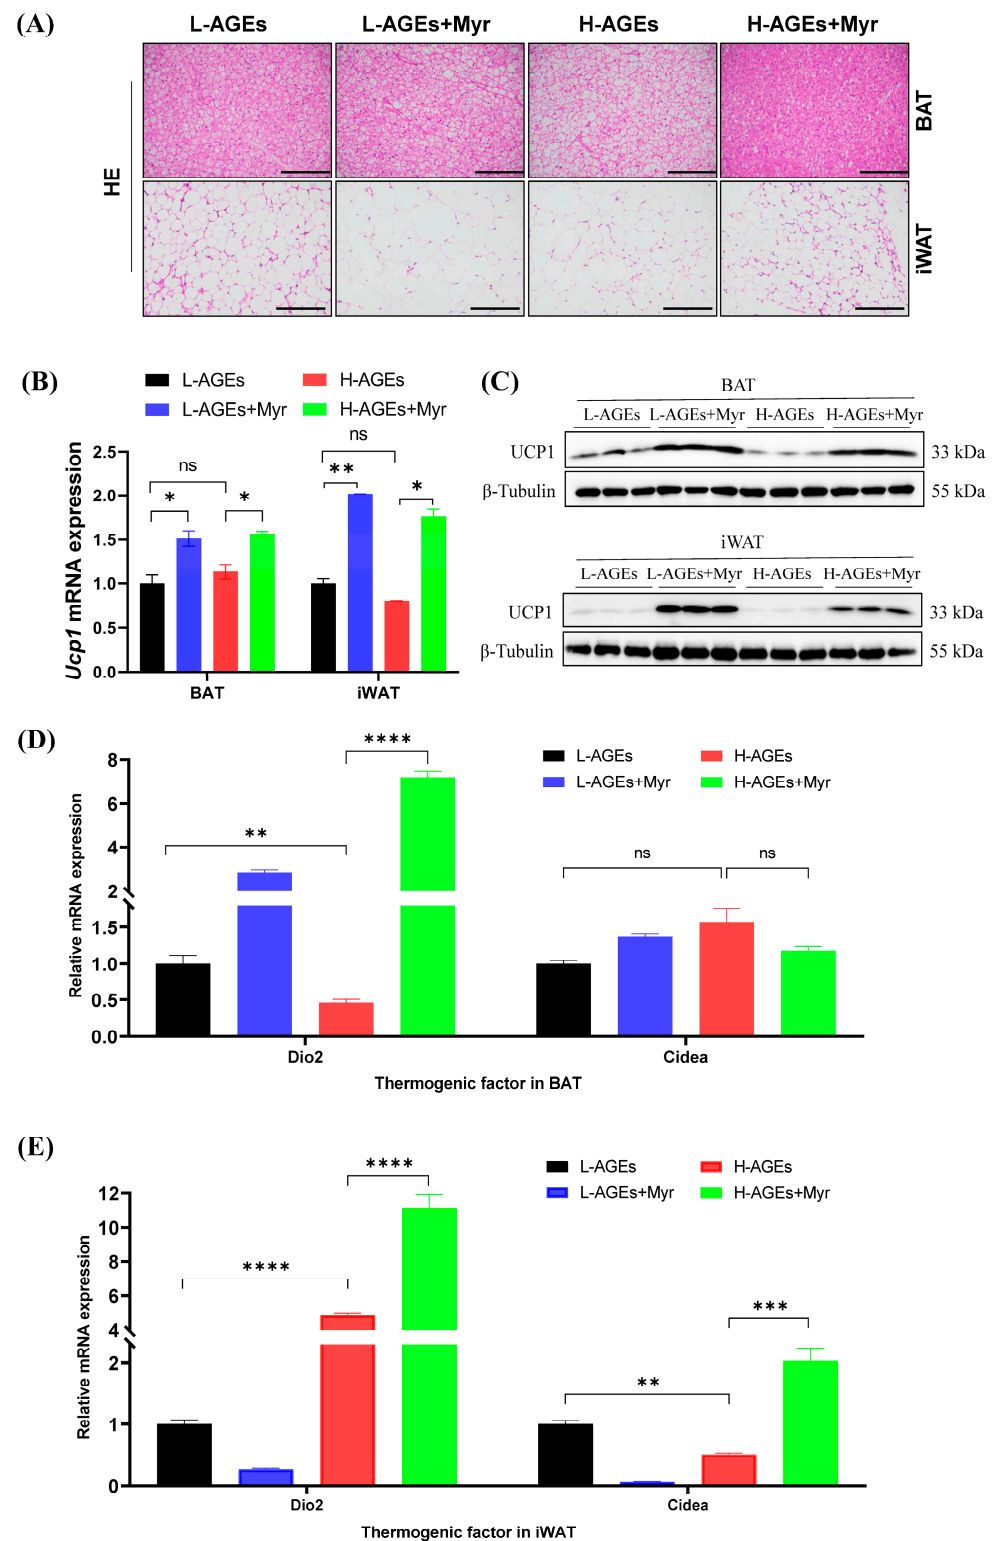 (A)
L-AGEs L-AGEs+Myr H-AGEs H-AGEs+Myr
HE
BAT
iWAT
(B)
L-AGEs H-AGEs
L-AGEs+Myr H-AGEs+Myr
Ucp1 mRNA expression
2.5
2.0
1.5
1.0
0.5
0.0
ns
* *
ns
**
*
BAT iWAT
(C)
BAT
L-AGEs L-AGEs+Myr H-AGEs H-AGEs+Myr
UCP1 33 kDa
β-Tubulin 55 kDa
iWAT
L-AGEs L-AGEs+Myr H-AGEs H-AGEs+Myr
UCP1 33 kDa
β-Tubulin 55 kDa
(D)
L-AGEs H-AGEs
L-AGEs+Myr H-AGEs+Myr
Relative mRNA expression
8
6
4
2
1.5
1.0
0.5
0.0
****
**
ns ns
Dio2 Cidea
Thermogenic factor in BAT
(E)
L-AGEs H-AGEs
L-AGEs+Myr H-AGEs+Myr
Relative mRNA expression
12
10
8
6
4
2
1
0
****
****
***
**
Dio2 Cidea
Thermogenic factor in iWAT